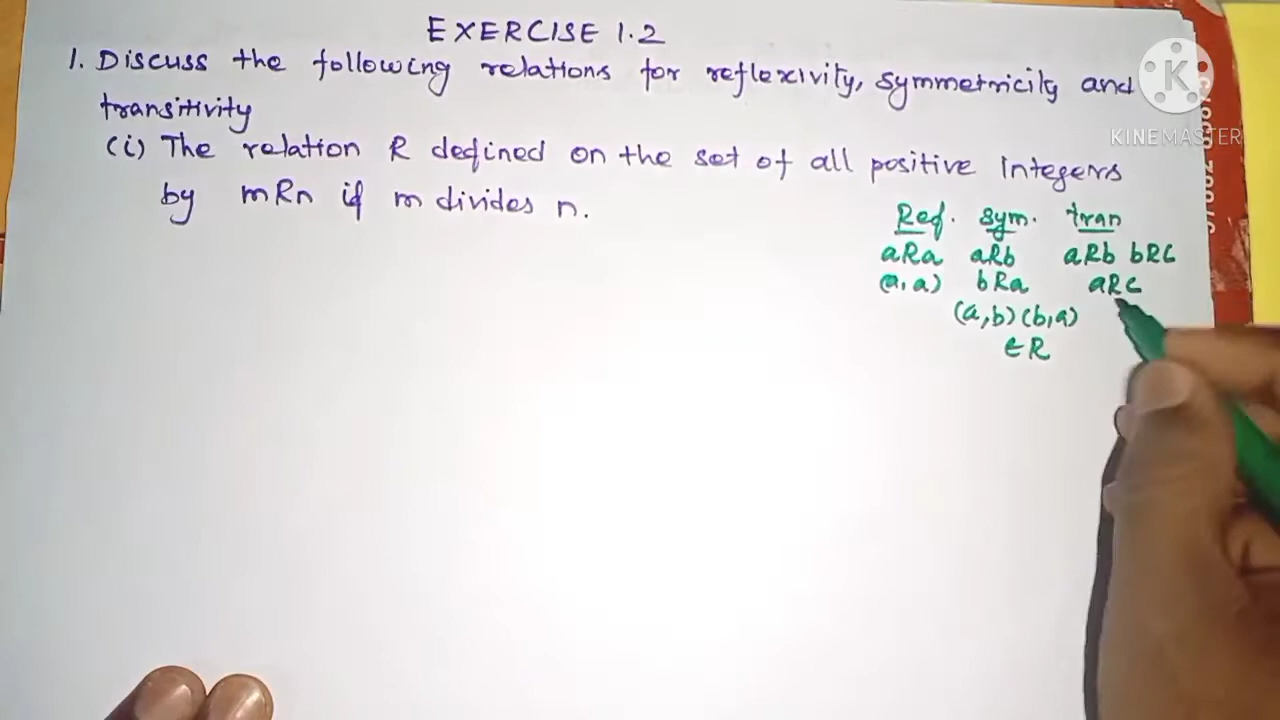 EXERCISE 1.2
1. Discuss the following relations for reflexivity, symmetricity and
transitivity
(i) The relation R defined on the set of all positive integers
by mRn if m divides n.
Ref. Sym. tran
aRa aRb aRb bRc
(a,a) bRa aRc
(a,b) (b,a)
∈ R
KINEMASTER